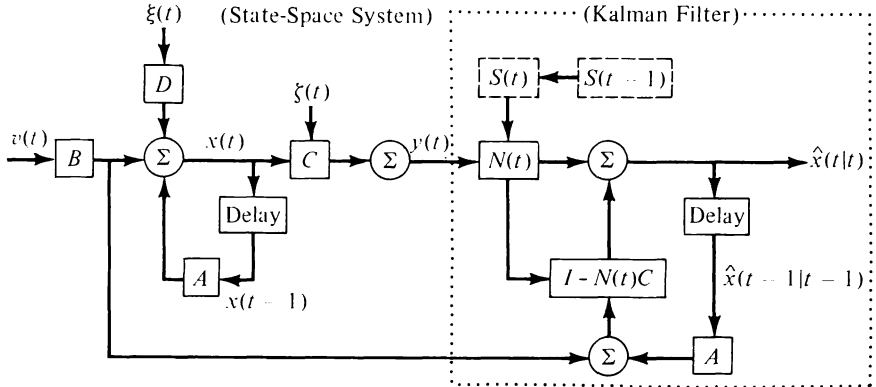 ξ(t)
(State-Space System)
(Kalman Filter)
D
ζ(t)
S(t)
S(t - 1)
v(t)
B
Σ
x(t)
C
Σ
y(t)
N(t)
Σ
x̂(t|t)
Delay
Delay
A
x(t - 1)
I - N(t)C
x̂(t - 1|t - 1)
Σ
A